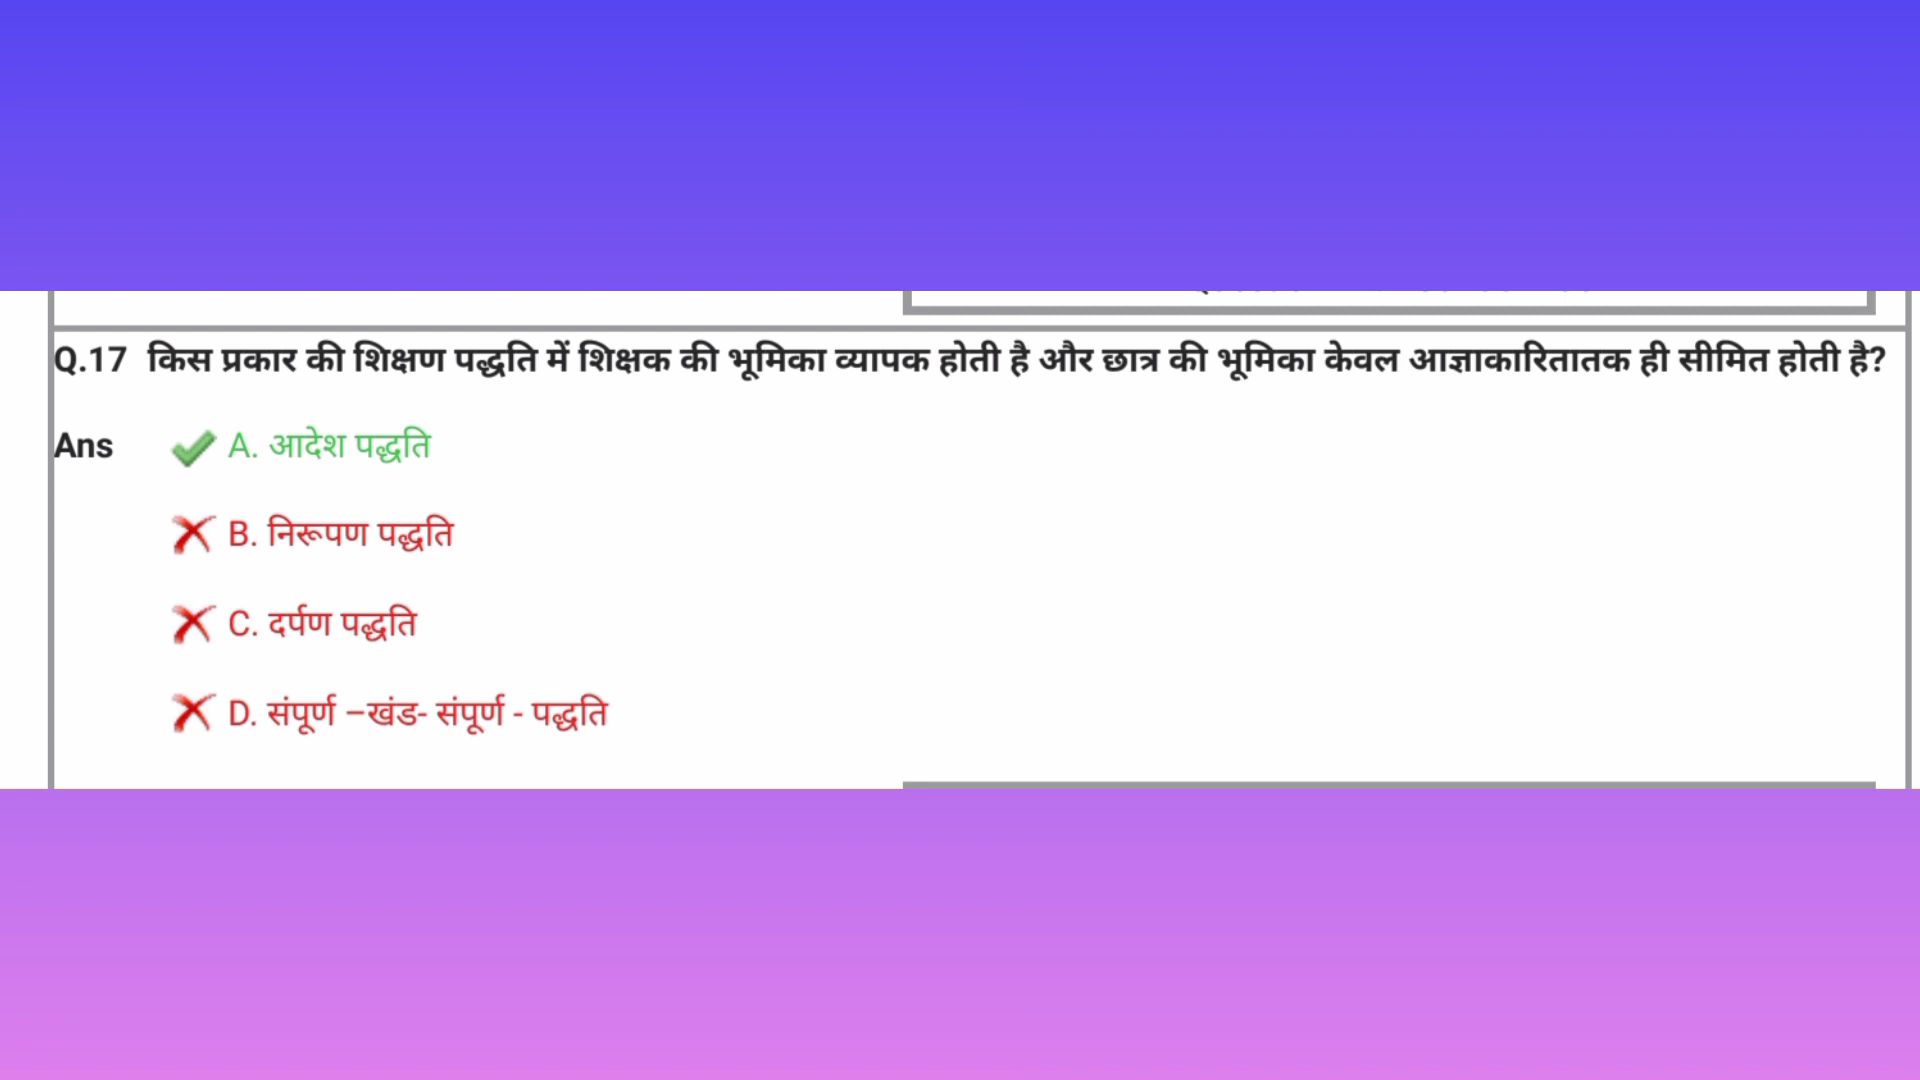 Q.17 किस प्रकार की शिक्षण पद्धति में शिक्षक की भूमिका व्यापक होती है और छात्र की भूमिका केवल आज्ञाकारितातक ही सीमित होती है?
Ans A. आदेश पद्धति
B. निरूपण पद्धति
C. दर्पण पद्धति
D. संपूर्ण –खंड- संपूर्ण - पद्धति